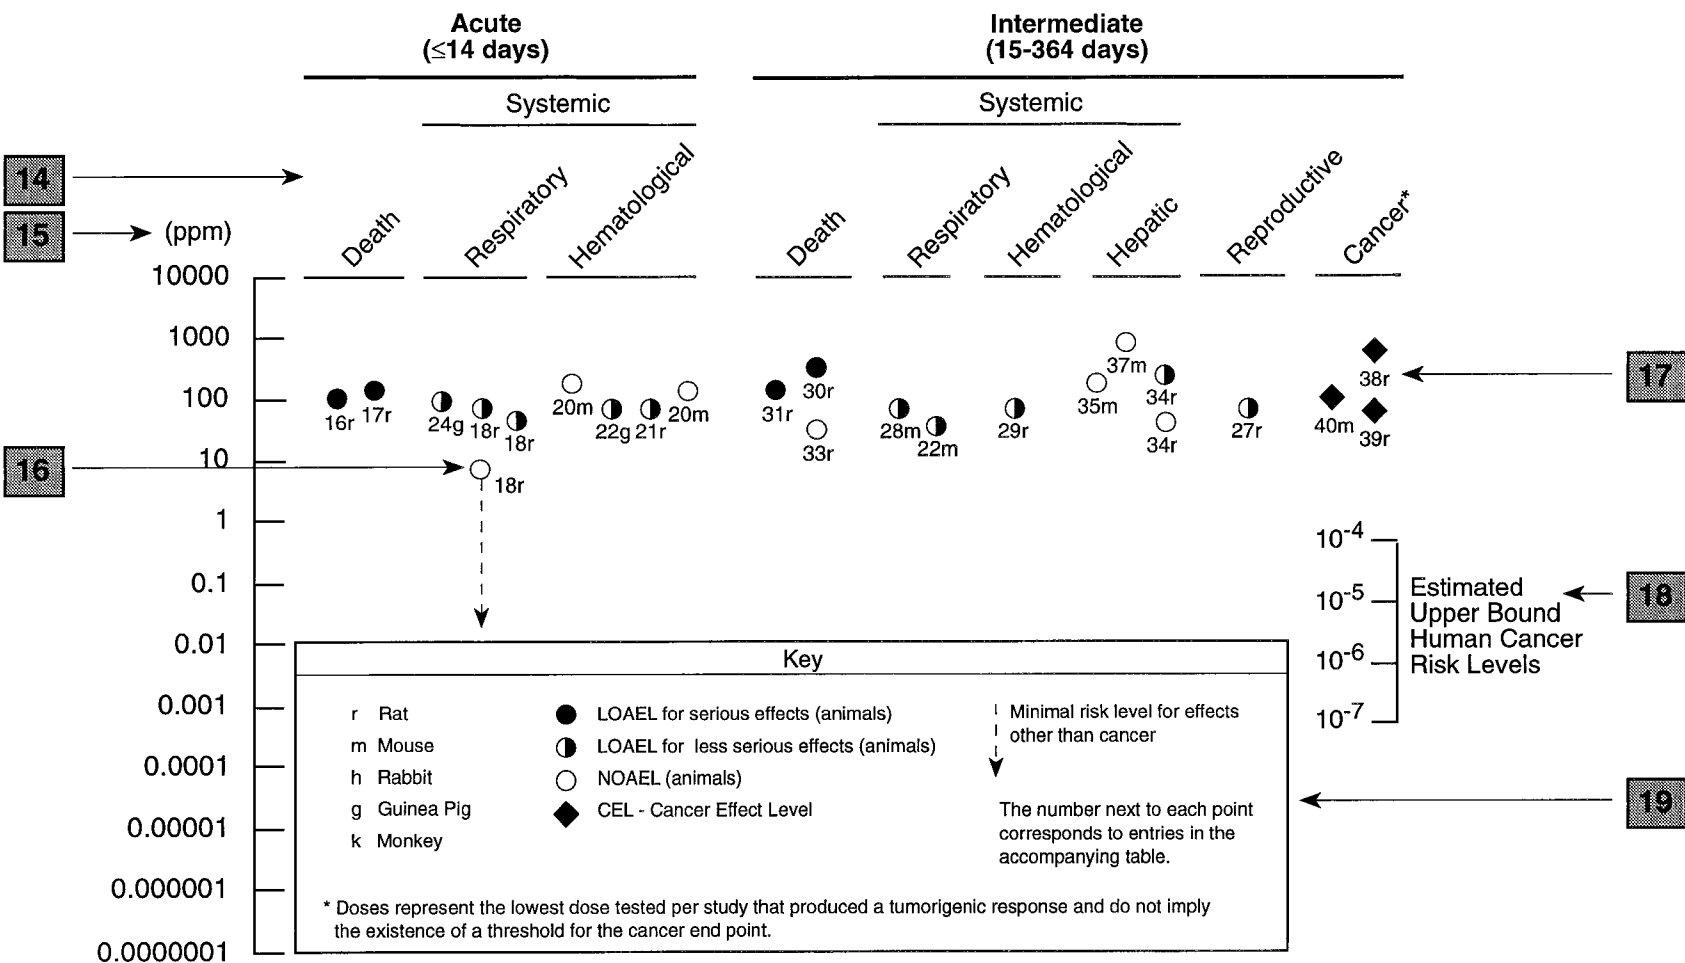 Acute
(≤14 days)
Intermediate
(15-364 days)
Systemic
Systemic
14
15
(ppm)
Death
Respiratory
Hematological
Death
Respiratory
Hematological
Hepatic
Reproductive
Cancer*
10000
1000
100
10
1
0.1
0.01
0.001
0.0001
0.00001
0.000001
0.0000001
16r
17r
24g
18r
18r
18r
20m
22g
21r
20m
31r
30r
33r
28m
22m
29r
35m
37m
34r
34r
27r
40m
38r
39r
16
17
10-4
10-5
10-6
10-7
Estimated
Upper Bound
Human Cancer
Risk Levels
18
19
Key
r Rat
m Mouse
h Rabbit
g Guinea Pig
k Monkey
LOAEL for serious effects (animals)
LOAEL for less serious effects (animals)
NOAEL (animals)
CEL - Cancer Effect Level
Minimal risk level for effects
other than cancer
The number next to each point
corresponds to entries in the
accompanying table.
* Doses represent the lowest dose tested per study that produced a tumorigenic response and do not imply
the existence of a threshold for the cancer end point.